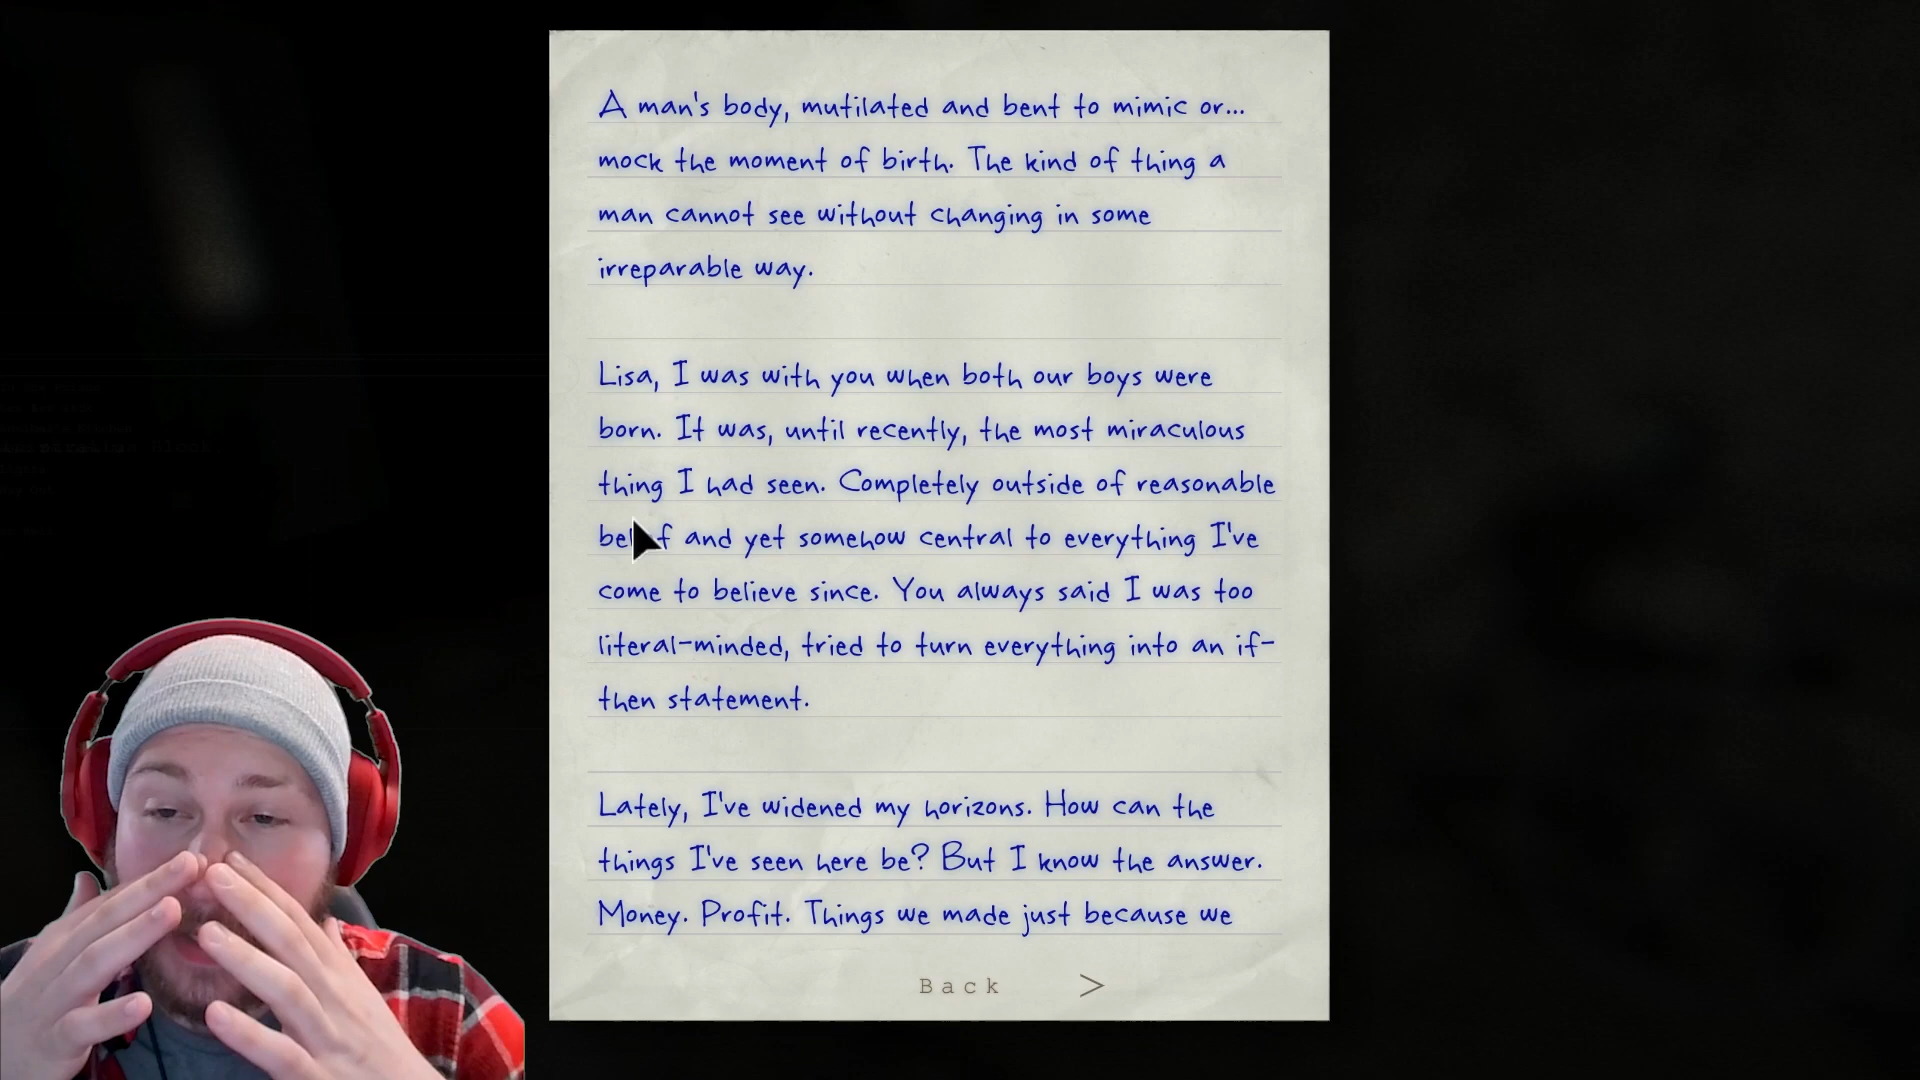 A man's body, mutilated and bent to mimic or...
mock the moment of birth. The kind of thing a
man cannot see without changing in some
irreparable way.
Lisa, I was with you when both our boys were
born. It was, until recently, the most miraculous
thing I had seen. Completely outside of reasonable
and yet somehow central to everything I've
come to believe since. You always said I was too
literal-minded, tried to turn everything into an if-
then statement.
Lately, I've widened my horizons. How can the
things I've seen here be? But I know the answer.
Money. Profit. Things we made just because we
Back >